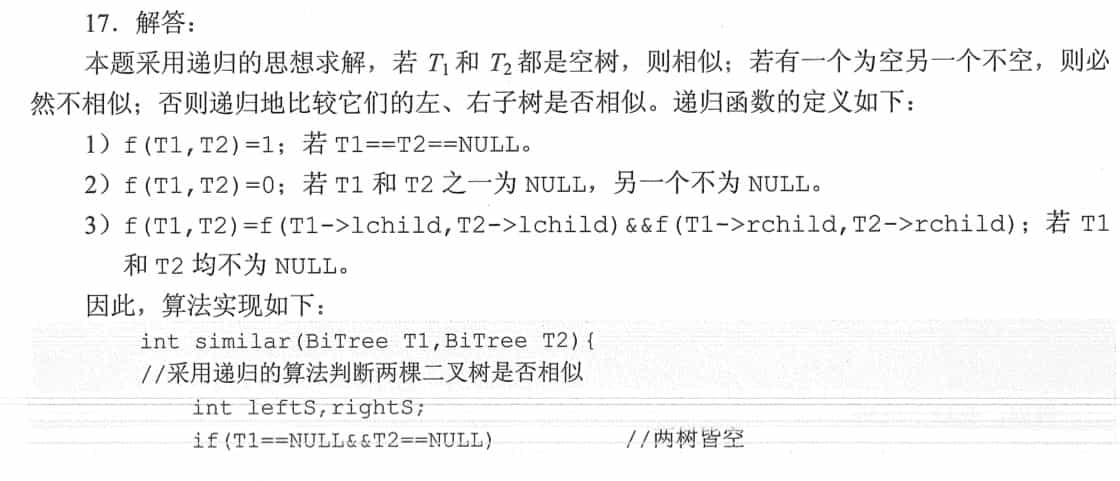 17．解答：
本题采用递归的思想求解，若 T₁ 和 T₂ 都是空树，则相似；若有一个为空另一个不空，则必
然不相似；否则递归地比较它们的左、右子树是否相似。递归函数的定义如下：
1）f(T1,T2)=1；若 T1==T2==NULL。
2）f(T1,T2)=0；若 T1 和 T2 之一为 NULL，另一个不为 NULL。
3）f(T1,T2)=f(T1->lchild,T2->lchild)&&f(T1->rchild,T2->rchild)；若 T1
和 T2 均不为 NULL。
因此，算法实现如下：
int similar(BiTree T1,BiTree T2){
//采用递归的算法判断两棵二叉树是否相似
int leftS,rightS;
if(T1==NULL&&T2==NULL) //两树皆空